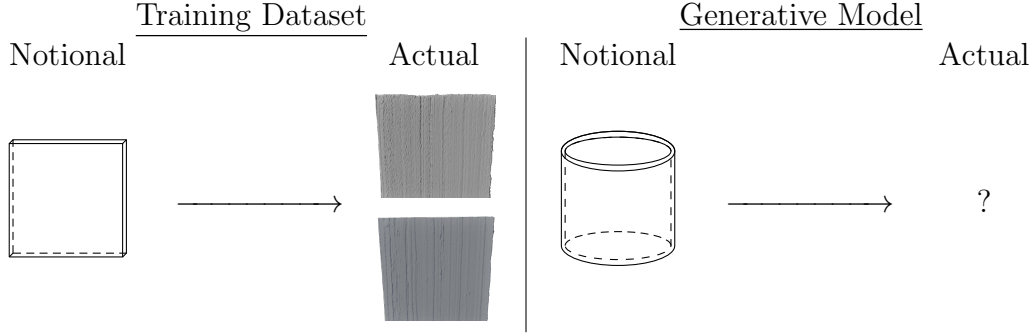 Training Dataset
Notional
Actual
Generative Model
Notional
Actual
?